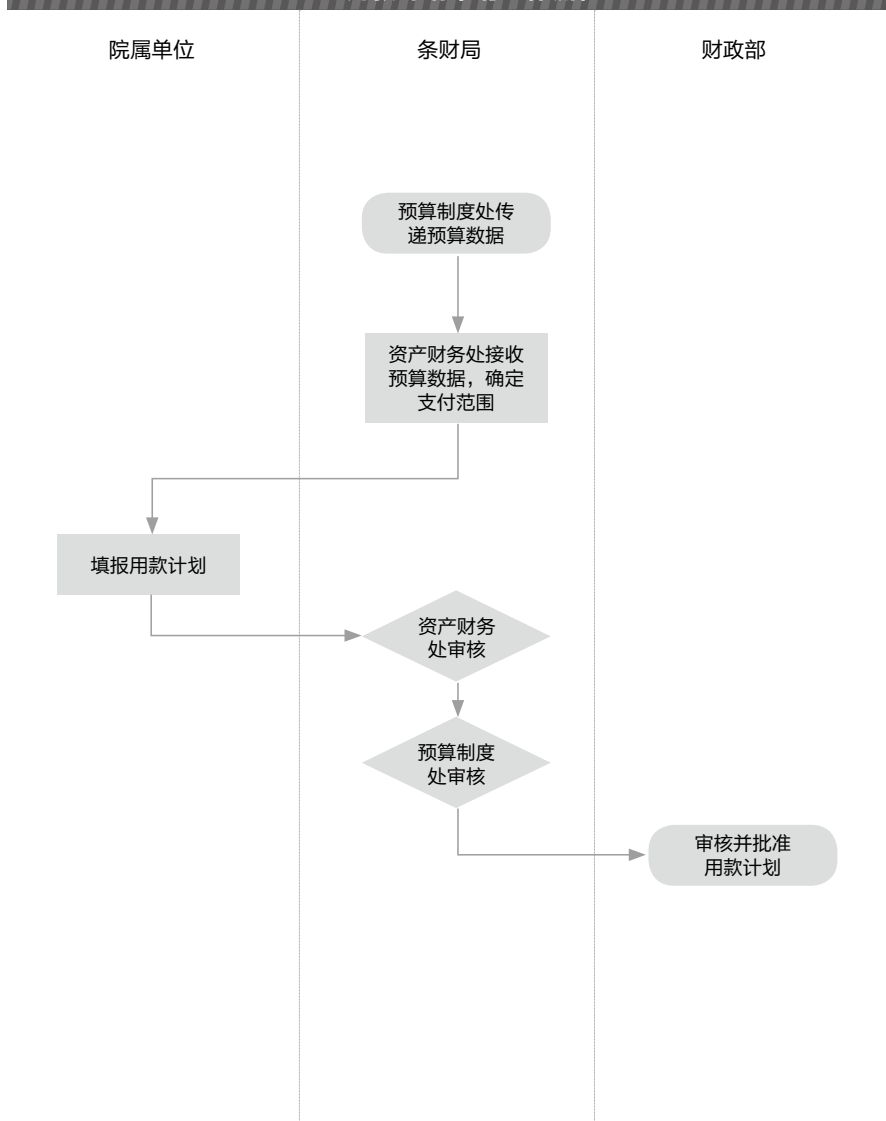 院属单位
条财局
财政部
预算制度处传
递预算数据
资产财务处接收
预算数据，确定
支付范围
填报用款计划
资产财务
处审核
预算制度
处审核
审核并批准
用款计划